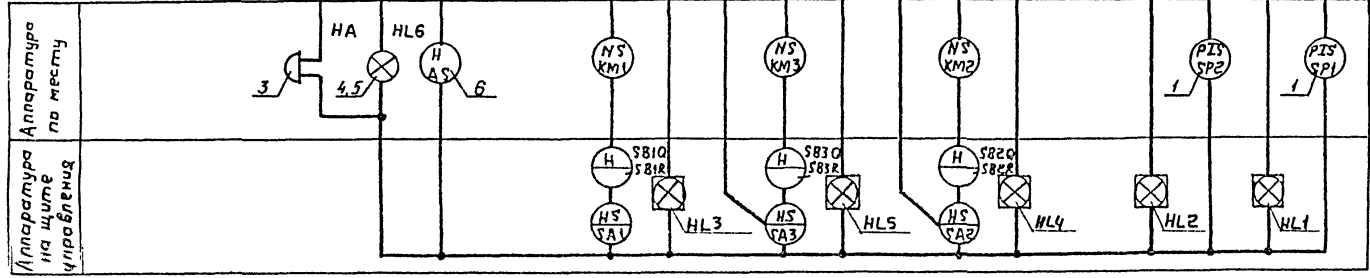 Аппаратура
по месту
HA
HL6
3
4,5
H
AS
6
NS
KM1
NS
KM3
NS
KM2
PIS
SP2
1
PIS
SP1
1
Аппаратура
на щите
управления
H
SB1Q
SB1R
HS
SA1
HL3
H
SB3Q
SB3R
HS
SA3
HL5
H
SB2Q
SB2R
HS
SA2
HL4
HL2
HL1